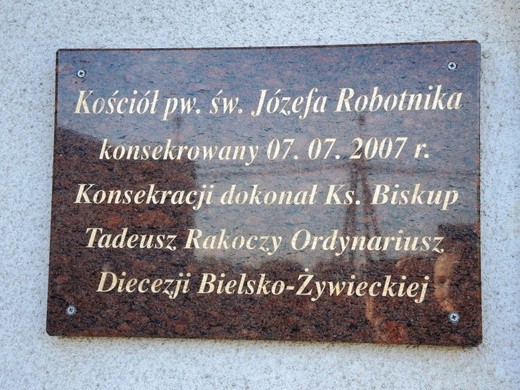 Kościół pw. św. Józefa Robotnika
konsekrowany 07. 07. 2007 r.
Konsekracji dokonał Ks. Biskup
Tadeusz Rakoczy Ordynariusz
Diecezji Bielsko-Żywieckiej